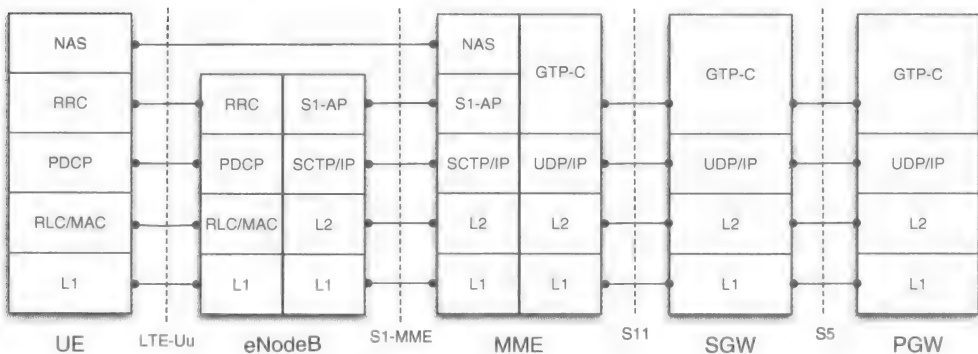 NAS NAS
GTP-C GTP-C GTP-C
RRC RRC S1-AP S1-AP
PDCP PDCP SCTP/IP SCTP/IP UDP/IP UDP/IP UDP/IP
RLC/MAC RLC/MAC L2 L2 L2 L2 L2
L1 L1 L1 L1 L1 L1 L1
UE LTE-Uu eNodeB S1-MME MME S11 SGW S5 PGW